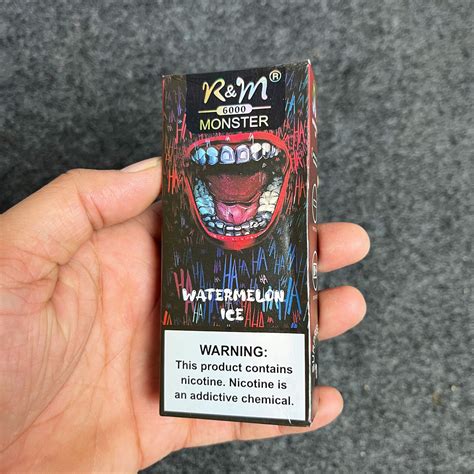 R&M®
6000
MONSTER
WATERMELON
ICE
WARNING:
This product contains
nicotine. Nicotine is
an addictive chemical.